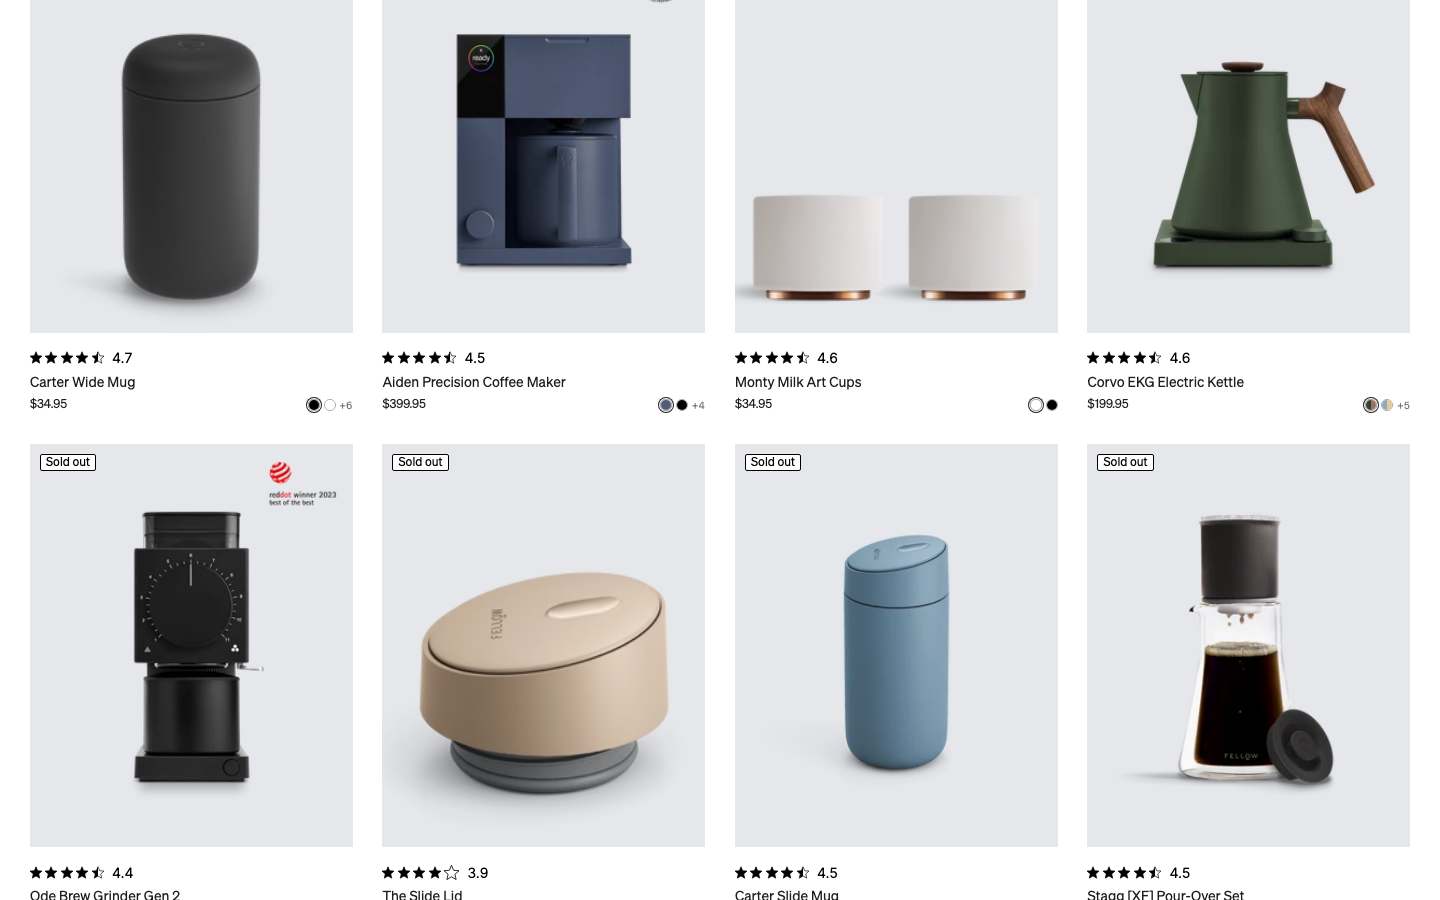 ready
4.7
Carter Wide Mug
$34.95
+6
4.5
Aiden Precision Coffee Maker
$399.95
+4
4.6
Monty Milk Art Cups
$34.95
4.6
Corvo EKG Electric Kettle
$199.95
+5
Sold out
reddot winner 2023
best of the best
Sold out
FELLOW
Sold out
Sold out
FELLOW
4.4
Ode Brew Grinder Gen 2
3.9
The Slide Lid
4.5
Carter Slide Mug
4.5
Stagg [XF] Pour-Over Set